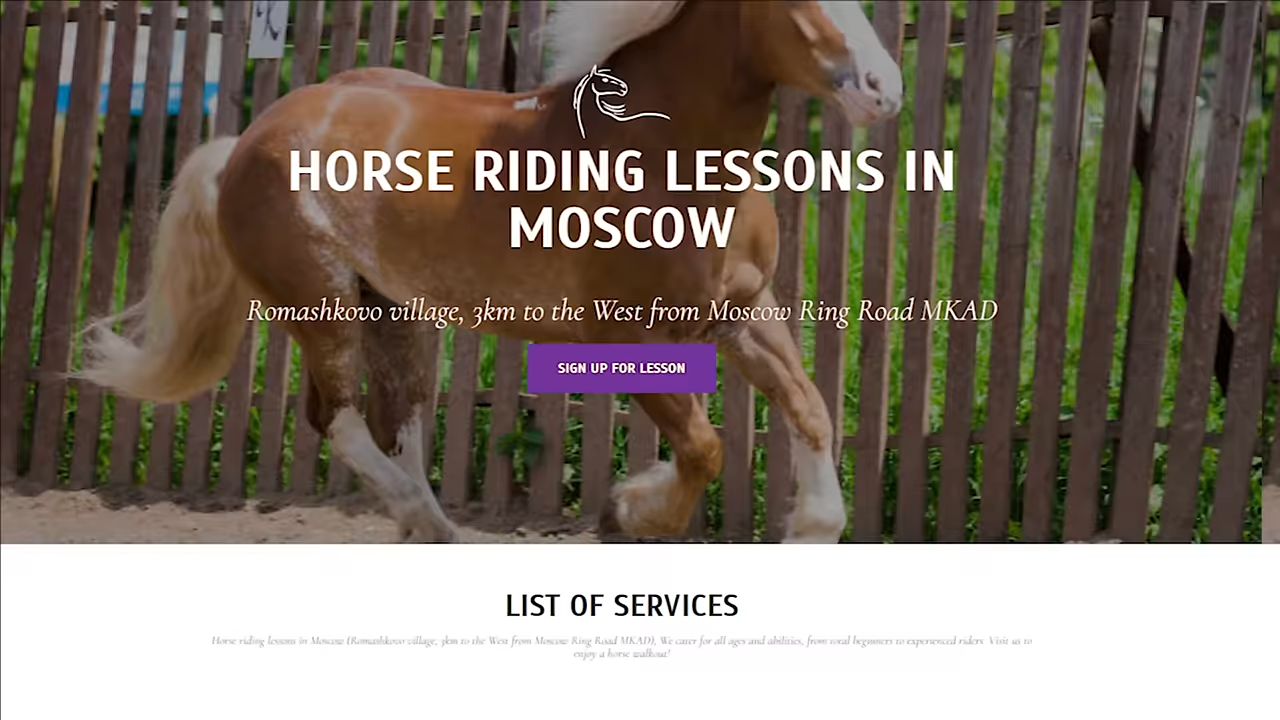 HORSE RIDING LESSONS IN
MOSCOW
Romashkovo village, 3km to the West from Moscow Ring Road MKAD
SIGN UP FOR LESSON
LIST OF SERVICES
Horse riding lessons in Moscow (Romashkovo village, 3km to the West from Moscow Ring Road MKAD), We cater for all ages and abilities, from total beginners to experienced riders. Visit us to
enjoy a horse walkout!